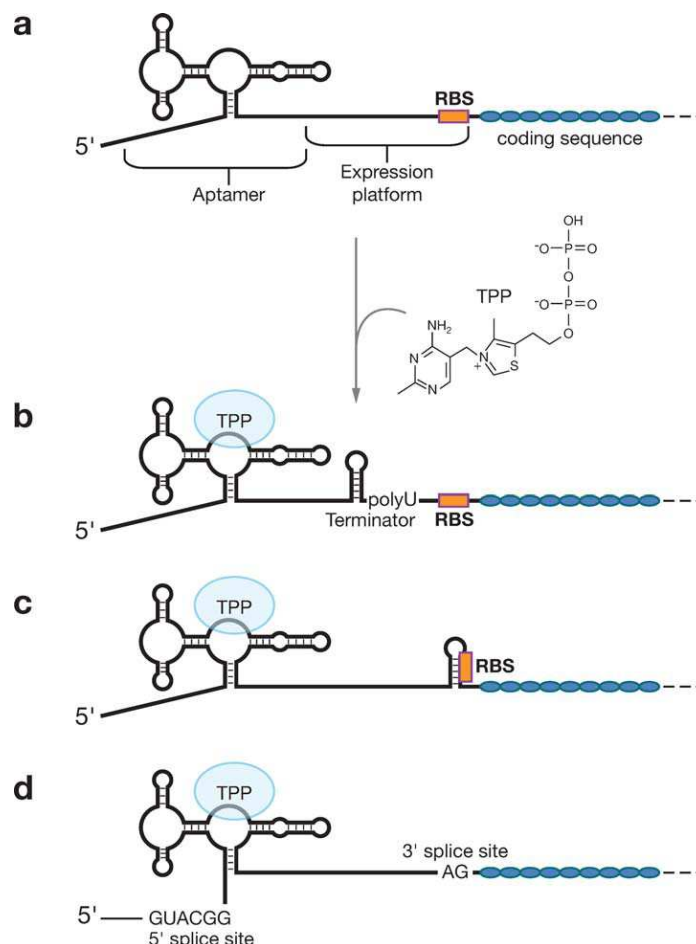 a
RBS
5'
coding sequence
Aptamer
Expression
platform
OH
⁻O P O
O
TPP
⁻O P O
NH₂
O
N
N
+
S
N
b
TPP
polyU
5'
Terminator
RBS
c
TPP
RBS
5'
d
TPP
3' splice site
AG
5'
GUACGG
5' splice site